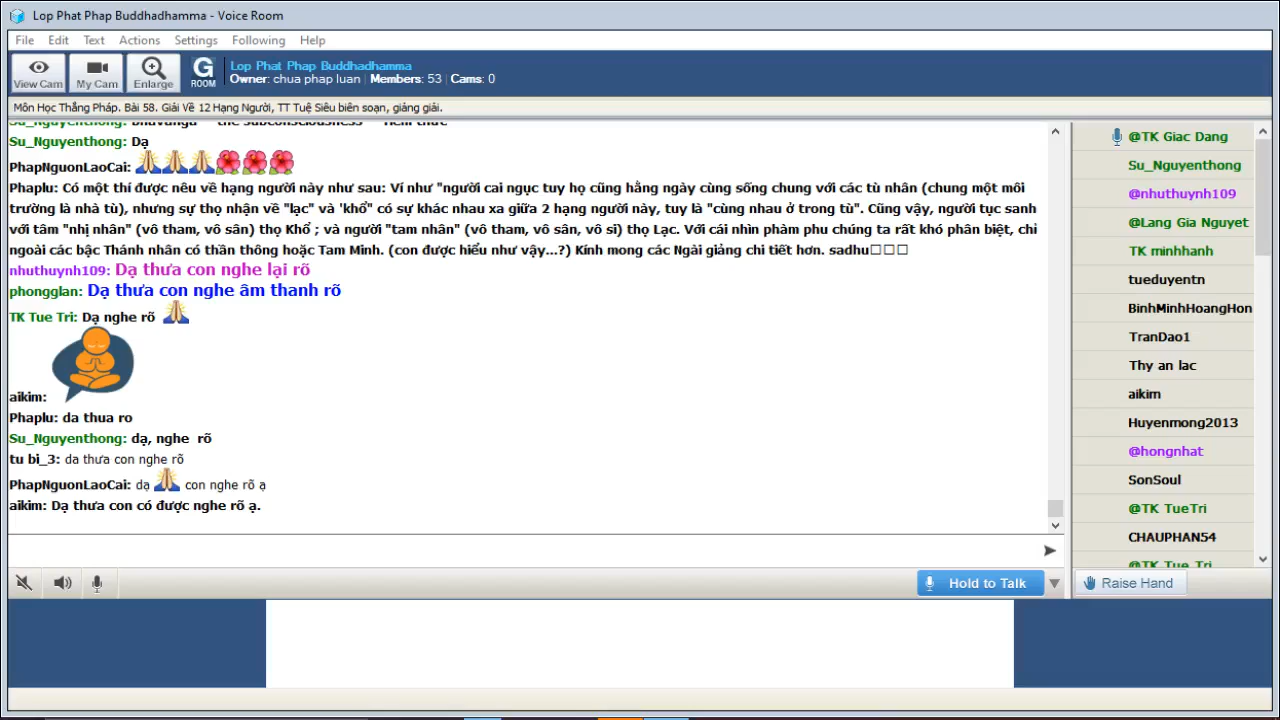 Lop Phat Phap Buddhadhamma - Voice Room
File Edit Text Actions Settings Following Help
View Cam My Cam Enlarge G ROOM
Lop Phat Phap Buddhadhamma
Owner: chua phap luan | Members: 53 | Cams: 0
Môn Học Thắng Pháp. Bài 58. Giải Về 12 Hạng Người, TT Tuệ Siêu biên soạn, giảng giải.
Su_Nguyenthong: Bhavanga the subconsciousness
Su_Nguyenthong: Dạ
PhapNguonLaoCai:
Phaplu: Có một thí được nêu về hạng người này như sau: Ví như "người cai ngục tuy họ cũng hằng ngày cùng sống chung với các tù nhân (chung một môi
trường là nhà tù), nhưng sự thọ nhận về "lạc" và 'khổ" có sự khác nhau xa giữa 2 hạng người này, tuy là "cùng nhau ở trong tù". Cũng vậy, người tục sanh
với tâm "nhị nhân" (vô tham, vô sân) thọ Khổ ; và người "tam nhân" (vô tham, vô sân, vô sĩ) thọ Lạc. Với cái nhìn phàm phu chúng ta rất khó phân biệt, chỉ
ngoài các bậc Thánh nhân có thần thông hoặc Tam Minh. (con được hiểu như vậy...?) Kính mong các Ngài giảng chi tiết hơn. sadhu□□□
nhuthuynh109: Dạ thưa con nghe lại rõ
phongglan: Dạ thưa con nghe âm thanh rõ
TK Tue Tri: Dạ nghe rõ
aikim:
Phaplu: da thua ro
Su_Nguyenthong: dạ, nghe rõ
tu bi_3: dạ thưa con nghe rõ
PhapNguonLaoCai: dạ con nghe rõ ạ
aikim: Dạ thưa con có được nghe rõ ạ.
@TK Giac Dang
Su_Nguyenthong
@nhuthuynh109
@Lang Gia Nguyet
TK minhhanh
tueduyentn
BinhMinhHoangHon
TranDao1
Thy an lac
aikim
Huyenmong2013
@hongnhat
SonSoul
@TK TueTri
CHAUPHAN54
@TK Tue Tri
Hold to Talk
Raise Hand